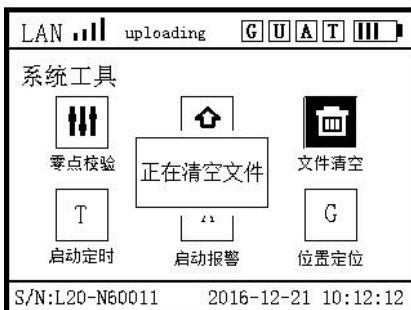 LAN uploading G U A T
系统工具
零点校验 文件清空
正在清空文件
T G
启动定时 启动报警 位置定位
S/N:L20-N60011 2016-12-21 10:12:12